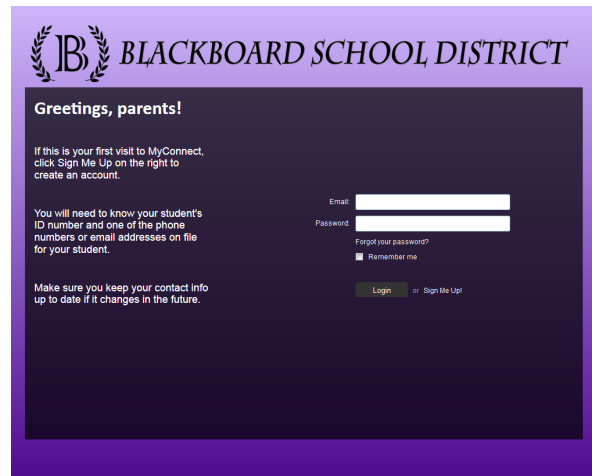 B BLACKBOARD SCHOOL DISTRICT
Greetings, parents!
If this is your first visit to MyConnect,
click Sign Me Up on the right to
create an account.
You will need to know your student's
ID number and one of the phone
numbers or email addresses on file
for your student.
Make sure you keep your contact info
up to date if it changes in the future.
Email:
Password:
Forgot your password?
Remember me
Login or Sign Me Up!